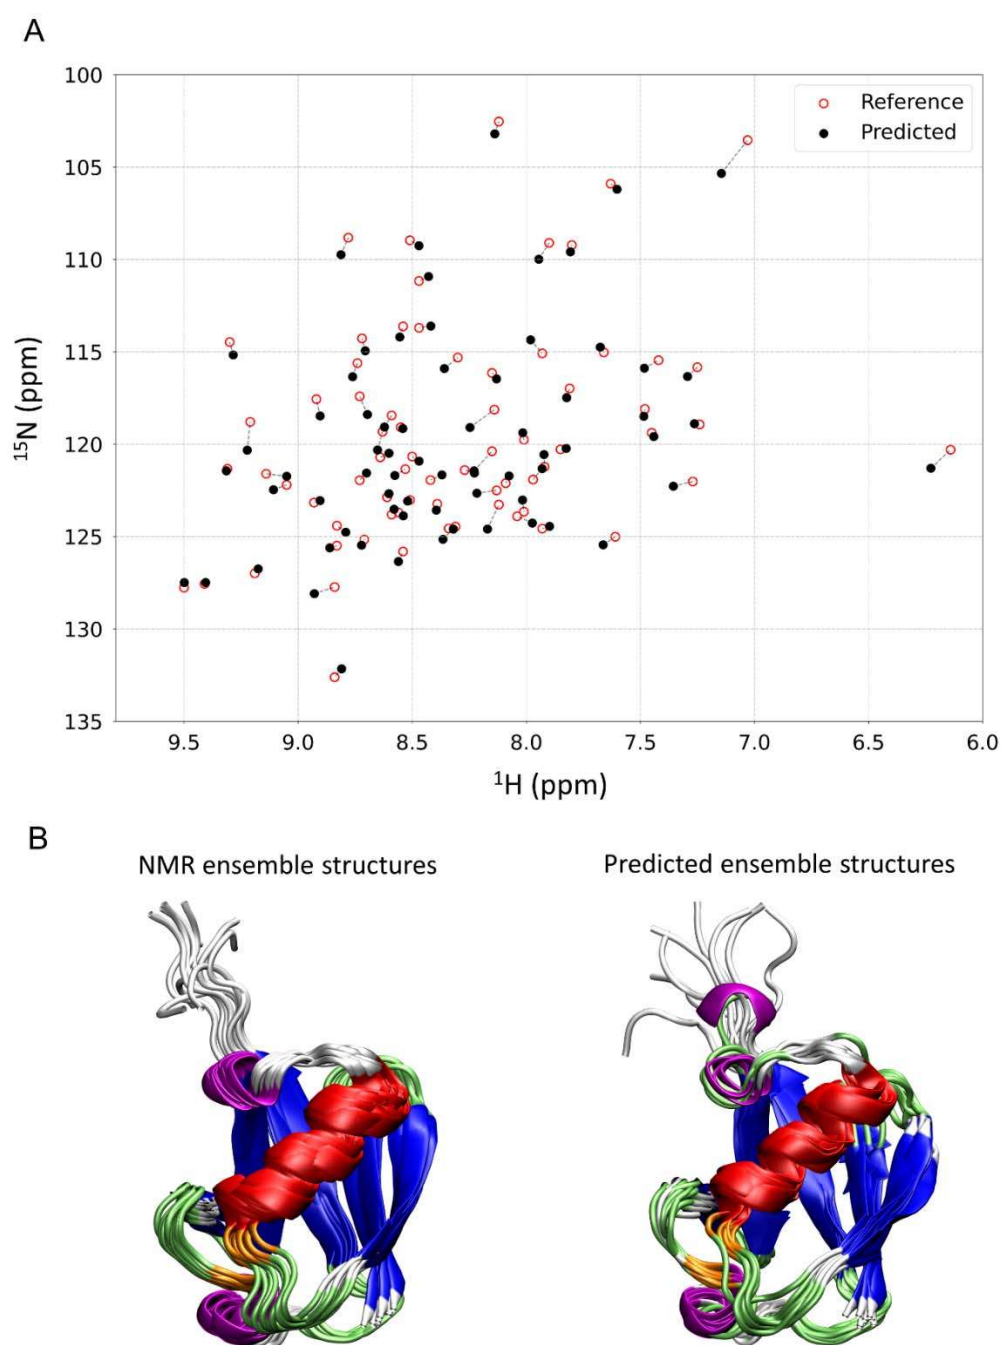 A
100
105
110
115
120
125
130
135
¹⁵N (ppm)
Reference
Predicted
9.5 9.0 8.5 8.0 7.5 7.0 6.5 6.0
¹H (ppm)
B
NMR ensemble structures
Predicted ensemble structures